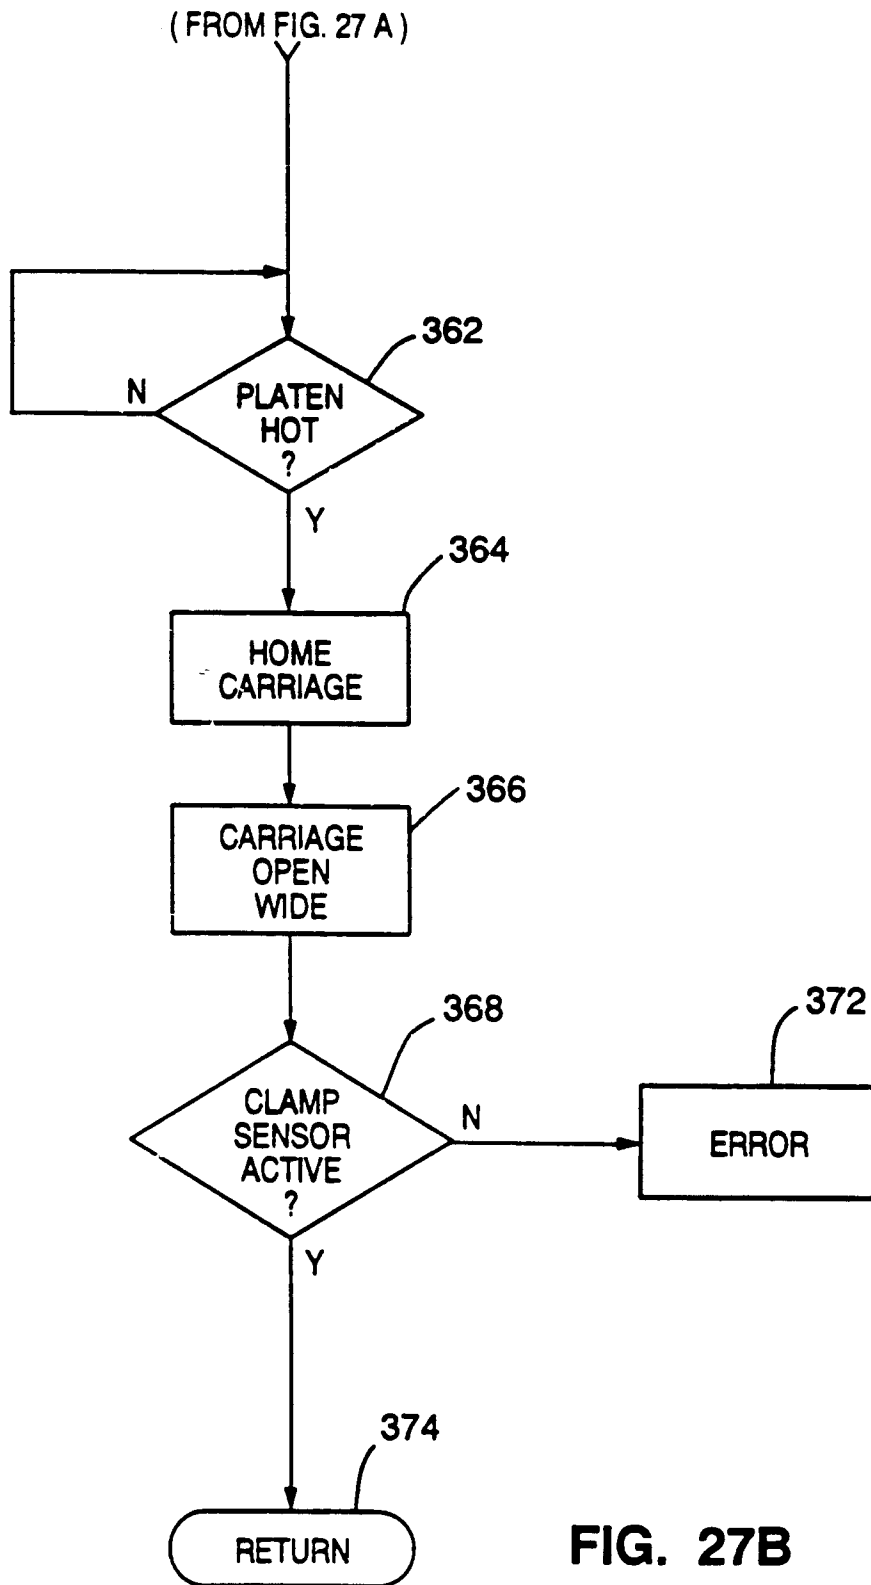 ( FROM FIG. 27 A )
362
N
PLATEN
HOT
?
Y
364
HOME
CARRIAGE
366
CARRIAGE
OPEN
WIDE
368
372
CLAMP
SENSOR
ACTIVE
?
N
ERROR
Y
374
RETURN
FIG. 27B